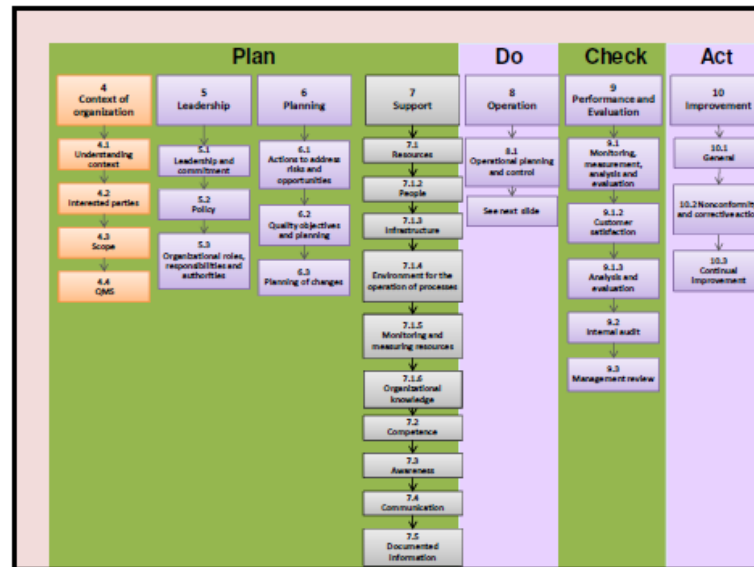 Plan
Do
Check
Act
4
Context of
organization
4.1
Understanding
context
4.2
Interested parties
4.3
Scope
4.4
QMS
5
Leadership
5.1
Leadership and
commitment
5.2
Policy
5.3
Organizational roles,
responsibilities and
authorities
6
Planning
6.1
Actions to address
risks and
opportunities
6.2
Quality objectives
and planning
6.3
Planning of changes
7
Support
7.1
Resources
7.1.2
People
7.1.3
Infrastructure
7.1.4
Environment for the
operation of processes
7.1.5
Monitoring and
measuring resources
7.1.6
Organizational
knowledge
7.2
Competence
7.3
Awareness
7.4
Communication
7.5
Documented
information
8
Operation
8.1
Operational planning
and control
See next slide
9
Performance and
Evaluation
9.1
Monitoring,
measurement,
analysis and
evaluation
9.1.2
Customer
satisfaction
9.1.3
Analysis and
evaluation
9.2
Internal audit
9.3
Management review
10
Improvement
10.1
General
10.2 Nonconformity
and corrective action
10.3
Continual
Improvement